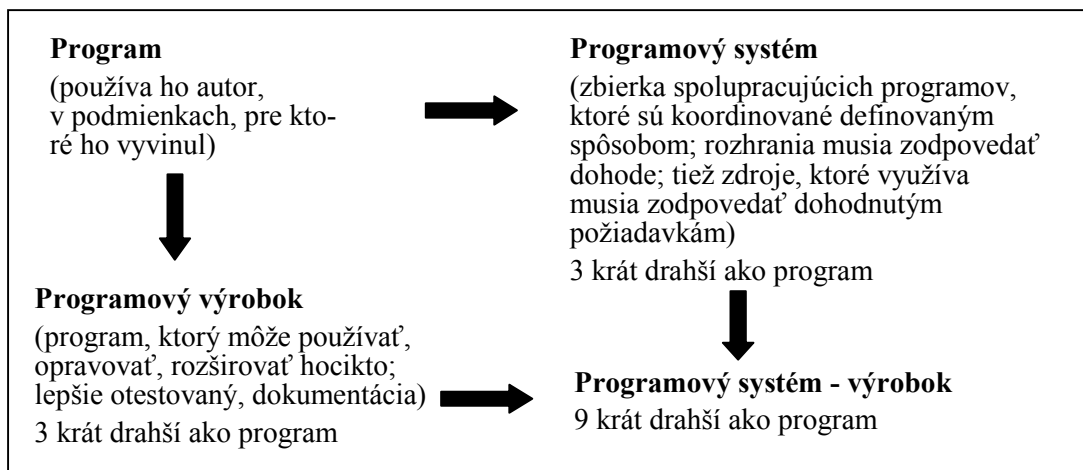 Program
(používa ho autor,
v podmienkach, pre kto-
ré ho vyvinul)
Programový systém
(zbierka spolupracujúcich programov,
ktoré sú koordinované definovaným
spôsobom; rozhrania musia zodpovedať
dohode; tiež zdroje, ktoré využíva
musia zodpovedať dohodnutým
požiadavkám)
3 krát drahší ako program
Programový výrobok
(program, ktorý môže používať,
opravovať, rozširovať hocikto;
lepšie otestovaný, dokumentácia)
3 krát drahší ako program
Programový systém - výrobok
9 krát drahší ako program